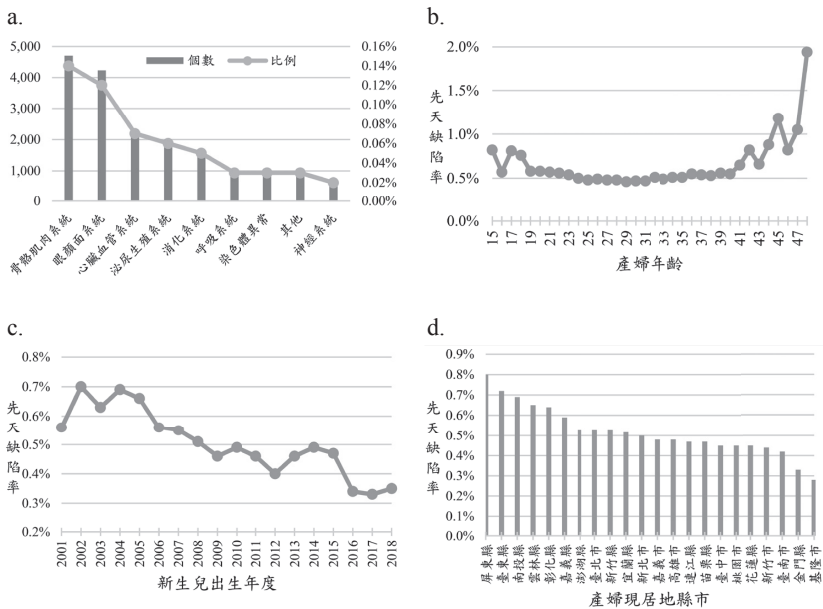 a.
5,000
4,000
3,000
2,000
1,000
0
個數
比例
0.16%
0.14%
0.12%
0.10%
0.08%
0.06%
0.04%
0.02%
0.00%
骨骼肌肉系統
眼顏面系統
心臟血管系統
泌尿生殖系統
消化系統
呼吸系統
染色體異常
其他
神經系統
b.
先天缺陷率
2.0%
1.5%
1.0%
0.5%
0.0%
15 17 19 21 23 25 27 29 31 33 35 37 39 41 43 45 47
產婦年齡
c.
先天缺陷率
0.8%
0.7%
0.6%
0.5%
0.4%
0.3%
0.2%
2001 2002 2003 2004 2005 2006 2007 2008 2009 2010 2011 2012 2013 2014 2015 2016 2017 2018
新生兒出生年度
d.
先天缺陷率
0.9%
0.8%
0.7%
0.6%
0.5%
0.4%
0.3%
0.2%
0.1%
0.0%
屏東縣
臺東縣
南投縣
雲林縣
彰化縣
嘉義縣
澎湖縣
臺北市
新竹縣
宜蘭縣
新北市
嘉義市
高雄市
連江縣
苗栗縣
臺中市
桃園市
花蓮縣
新竹市
臺南市
金門縣
基隆市
產婦現居地縣市